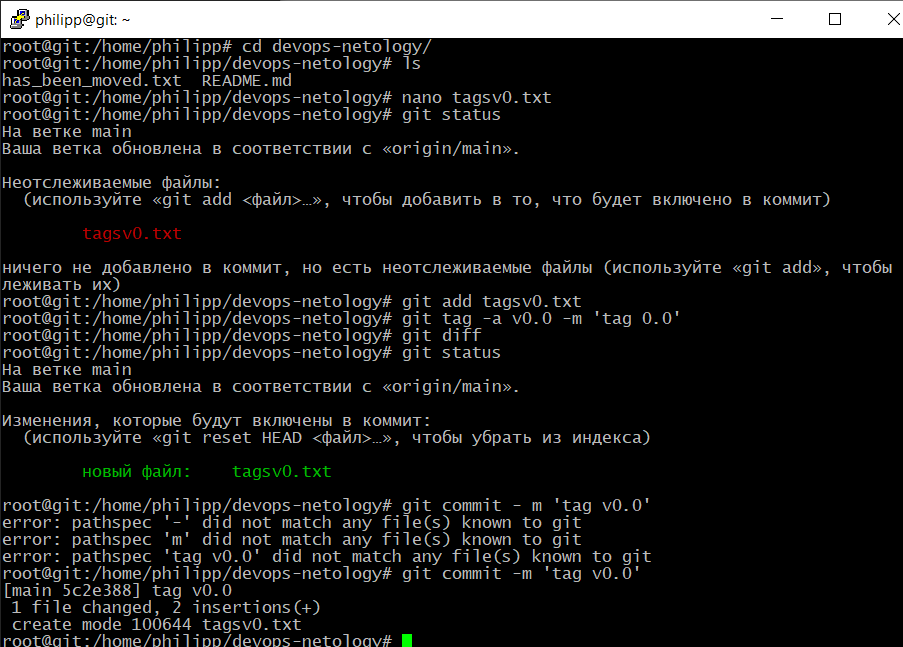 philipp@git: ~
root@git:/home/philipp# cd devops-netology/
root@git:/home/philipp/devops-netology# ls
has_been_moved.txt  README.md
root@git:/home/philipp/devops-netology# nano tagsv0.txt
root@git:/home/philipp/devops-netology# git status
На ветке main
Ваша ветка обновлена в соответствии с «origin/main».
Неотслеживаемые файлы:
  (используйте «git add <файл>…», чтобы добавить в то, что будет включено в коммит)
        tagsv0.txt
ничего не добавлено в коммит, но есть неотслеживаемые файлы (используйте «git add», чтобы
леживать их)
root@git:/home/philipp/devops-netology# git add tagsv0.txt
root@git:/home/philipp/devops-netology# git tag -a v0.0 -m 'tag 0.0'
root@git:/home/philipp/devops-netology# git diff
root@git:/home/philipp/devops-netology# git status
На ветке main
Ваша ветка обновлена в соответствии с «origin/main».
Изменения, которые будут включены в коммит:
  (используйте «git reset HEAD <файл>…», чтобы убрать из индекса)
        новый файл:    tagsv0.txt
root@git:/home/philipp/devops-netology# git commit - m 'tag v0.0'
error: pathspec '-' did not match any file(s) known to git
error: pathspec 'm' did not match any file(s) known to git
error: pathspec 'tag v0.0' did not match any file(s) known to git
root@git:/home/philipp/devops-netology# git commit -m 'tag v0.0'
[main 5c2e388] tag v0.0
 1 file changed, 2 insertions(+)
 create mode 100644 tagsv0.txt
root@git:/home/philipp/devops-netology#